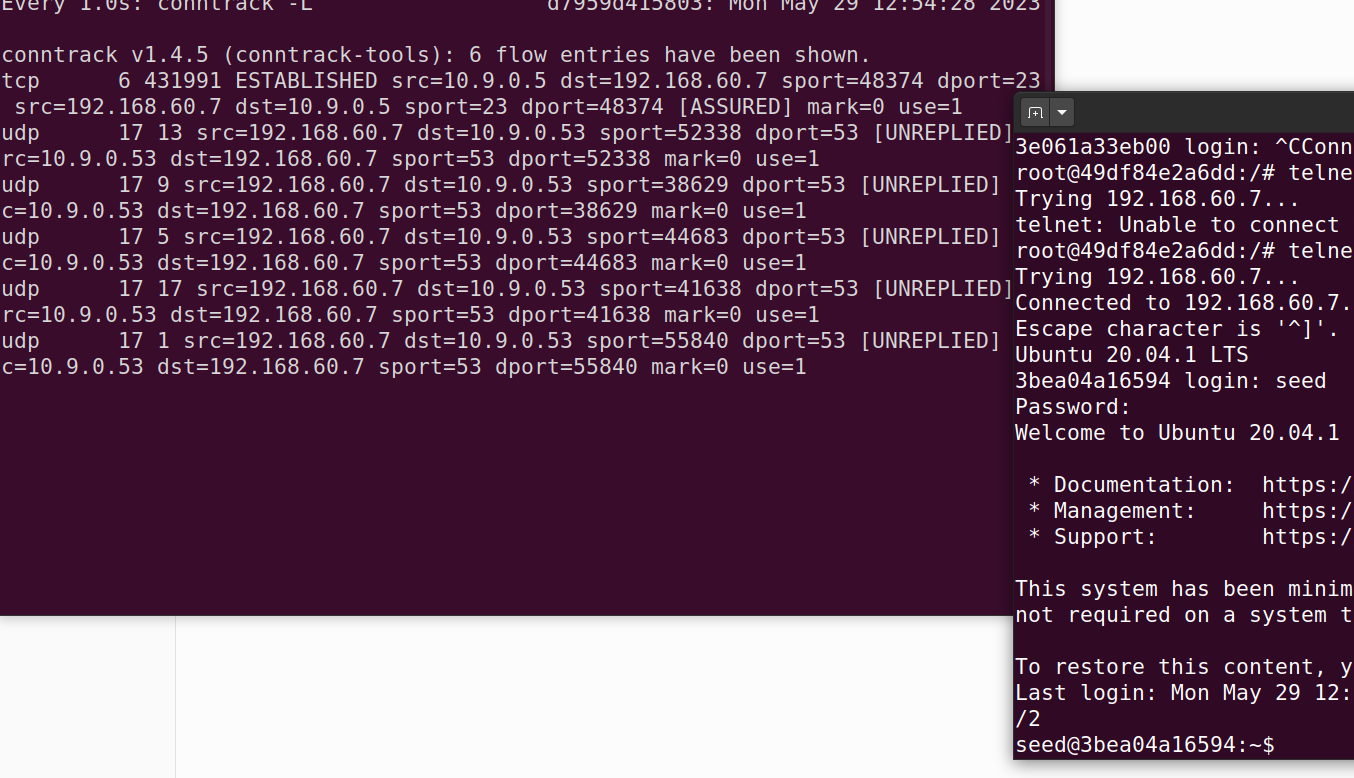 Every 1.0s: conntrack -L d7959d415803: Mon May 29 12:54:28 2023
conntrack v1.4.5 (conntrack-tools): 6 flow entries have been shown.
tcp 6 431991 ESTABLISHED src=10.9.0.5 dst=192.168.60.7 sport=48374 dport=23
src=192.168.60.7 dst=10.9.0.5 sport=23 dport=48374 [ASSURED] mark=0 use=1
udp 17 13 src=192.168.60.7 dst=10.9.0.53 sport=52338 dport=53 [UNREPLIED]
rc=10.9.0.53 dst=192.168.60.7 sport=53 dport=52338 mark=0 use=1
udp 17 9 src=192.168.60.7 dst=10.9.0.53 sport=38629 dport=53 [UNREPLIED]
c=10.9.0.53 dst=192.168.60.7 sport=53 dport=38629 mark=0 use=1
udp 17 5 src=192.168.60.7 dst=10.9.0.53 sport=44683 dport=53 [UNREPLIED]
c=10.9.0.53 dst=192.168.60.7 sport=53 dport=44683 mark=0 use=1
udp 17 17 src=192.168.60.7 dst=10.9.0.53 sport=41638 dport=53 [UNREPLIED]
rc=10.9.0.53 dst=192.168.60.7 sport=53 dport=41638 mark=0 use=1
udp 17 1 src=192.168.60.7 dst=10.9.0.53 sport=55840 dport=53 [UNREPLIED]
c=10.9.0.53 dst=192.168.60.7 sport=53 dport=55840 mark=0 use=1
3e061a33eb00 login: ^CConn
root@49df84e2a6dd:/# telne
Trying 192.168.60.7...
telnet: Unable to connect
root@49df84e2a6dd:/# telne
Trying 192.168.60.7...
Connected to 192.168.60.7.
Escape character is '^]'.
Ubuntu 20.04.1 LTS
3bea04a16594 login: seed
Password:
Welcome to Ubuntu 20.04.1
* Documentation: https:/
* Management: https:/
* Support: https:/
This system has been minim
not required on a system t
To restore this content, y
Last login: Mon May 29 12:
/2
seed@3bea04a16594:~$